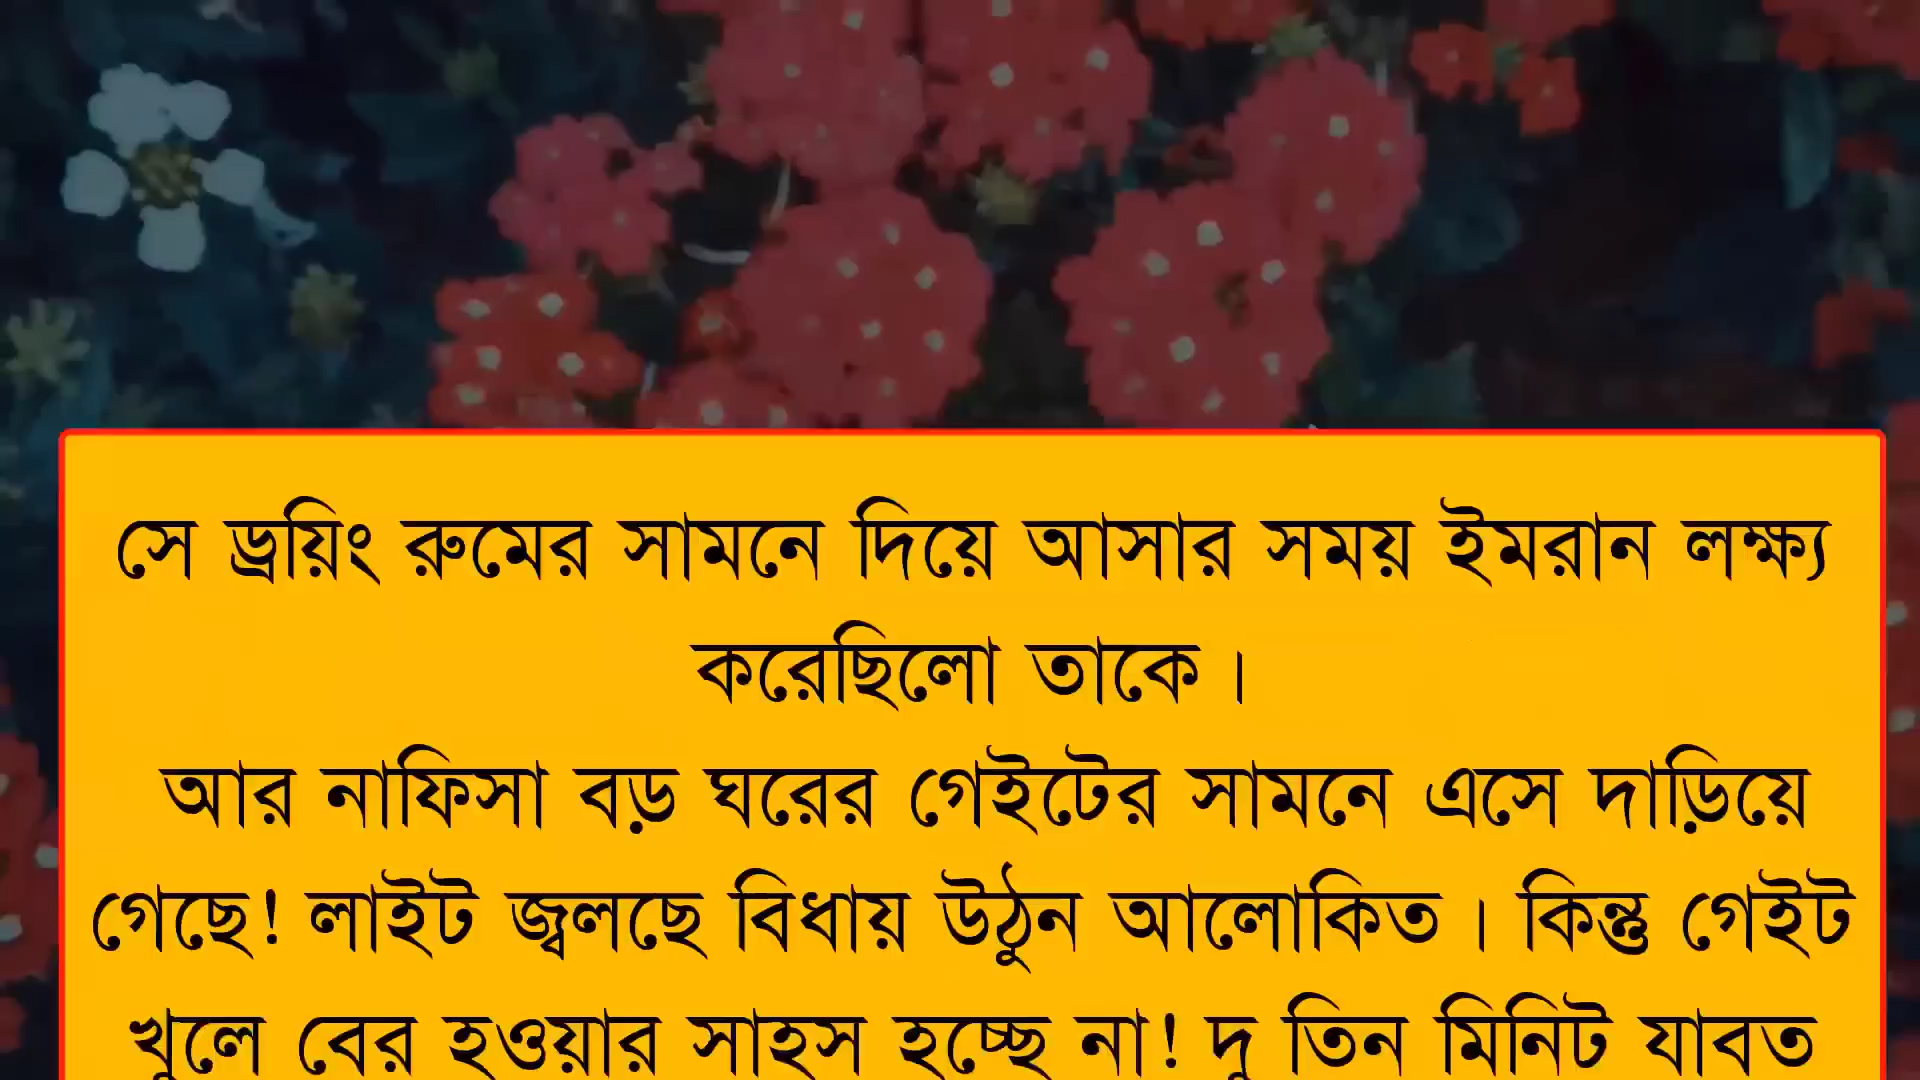 সে ড্রয়িং রুমের সামনে দিয়ে আসার সময় ইমরান লক্ষ্য
করেছিলো তাকে।
আর নাফিসা বড় ঘরের গেইটের সামনে এসে দাড়িয়ে
গেছে! লাইট জ্বলছে বিধায় উঠুন আলোকিত। কিন্তু গেইট
খুলে বের হওয়ার সাহস হচ্ছে না! দু তিন মিনিট যাবত